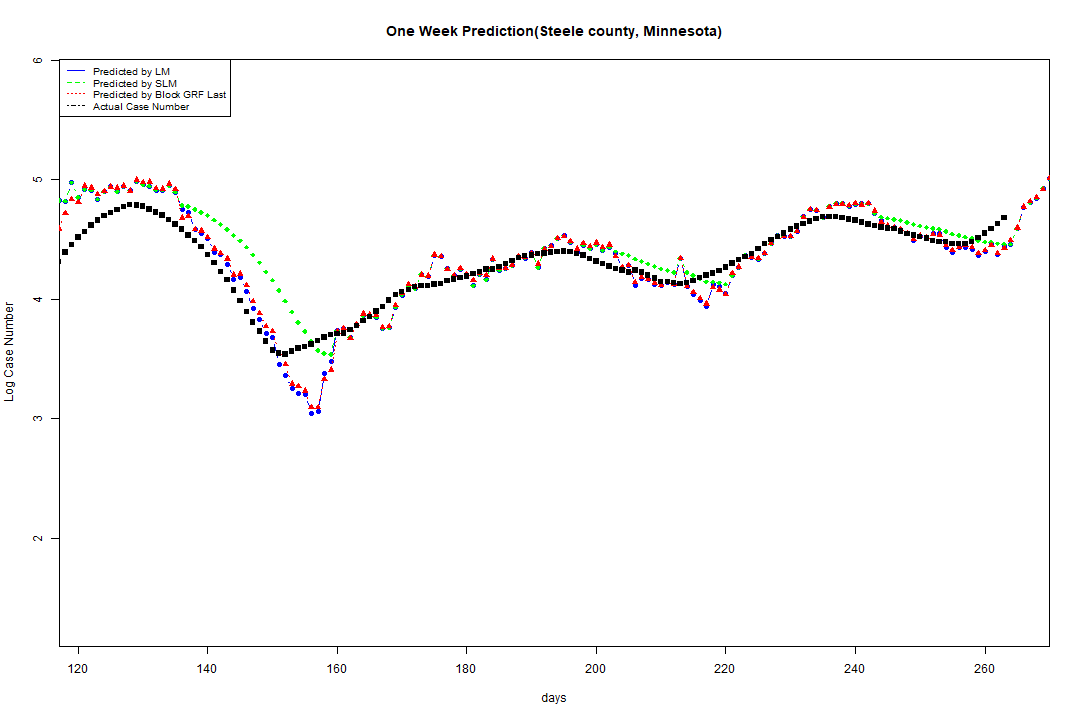 One Week Prediction(Steele county, Minnesota)
Predicted by LM
Predicted by SLM
Predicted by Block GRF Last
Actual Case Number
Log Case Number
6
5
4
3
2
120 140 160 180 200 220 240 260
days